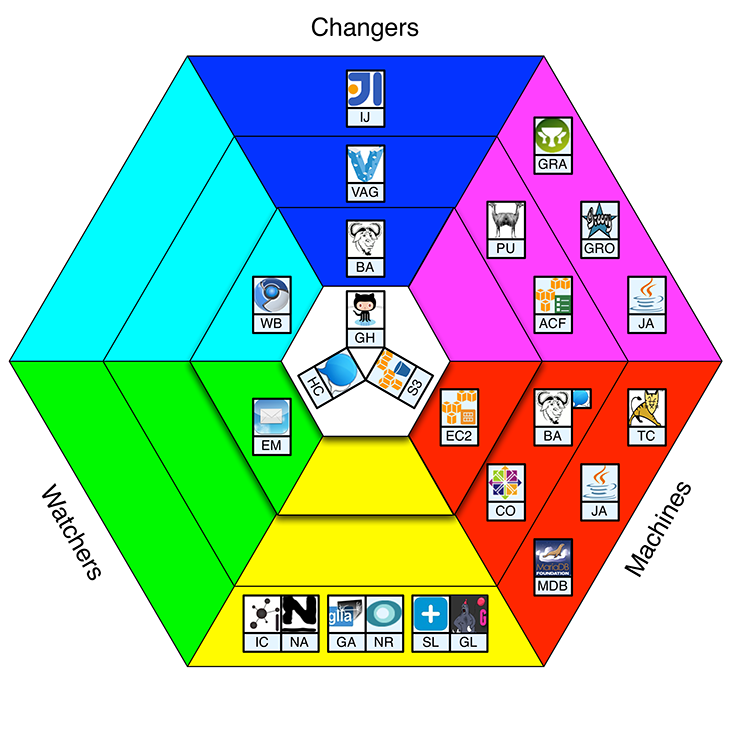 Changers
IJ
VAG
BA
GRA
PU
GRO
WB
ACF
JA
GH
HC
S3
EM
EC2
BA
TC
CO
JA
MariaDB
FOUNDATION
MDB
Watchers
Machines
glia
IC
NA
GA
NR
SL
GL